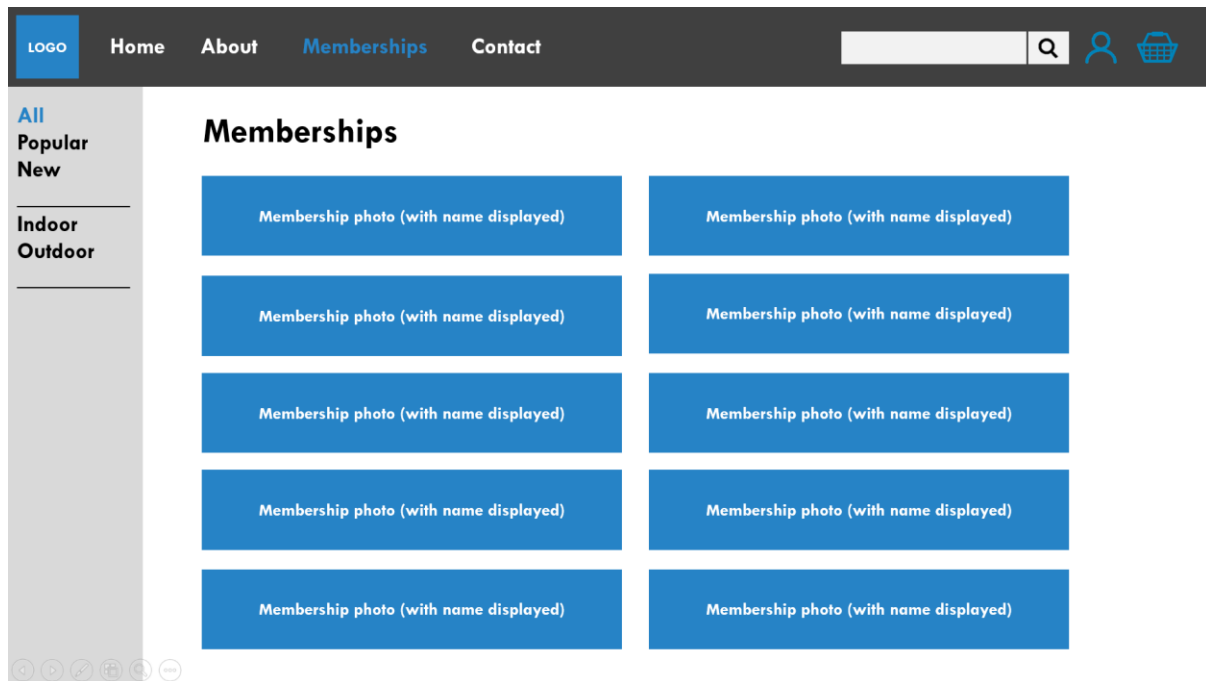 LOGO
Home
About
Memberships
Contact
All
Popular
New
Indoor
Outdoor
Memberships
Membership photo (with name displayed)
Membership photo (with name displayed)
Membership photo (with name displayed)
Membership photo (with name displayed)
Membership photo (with name displayed)
Membership photo (with name displayed)
Membership photo (with name displayed)
Membership photo (with name displayed)
Membership photo (with name displayed)
Membership photo (with name displayed)